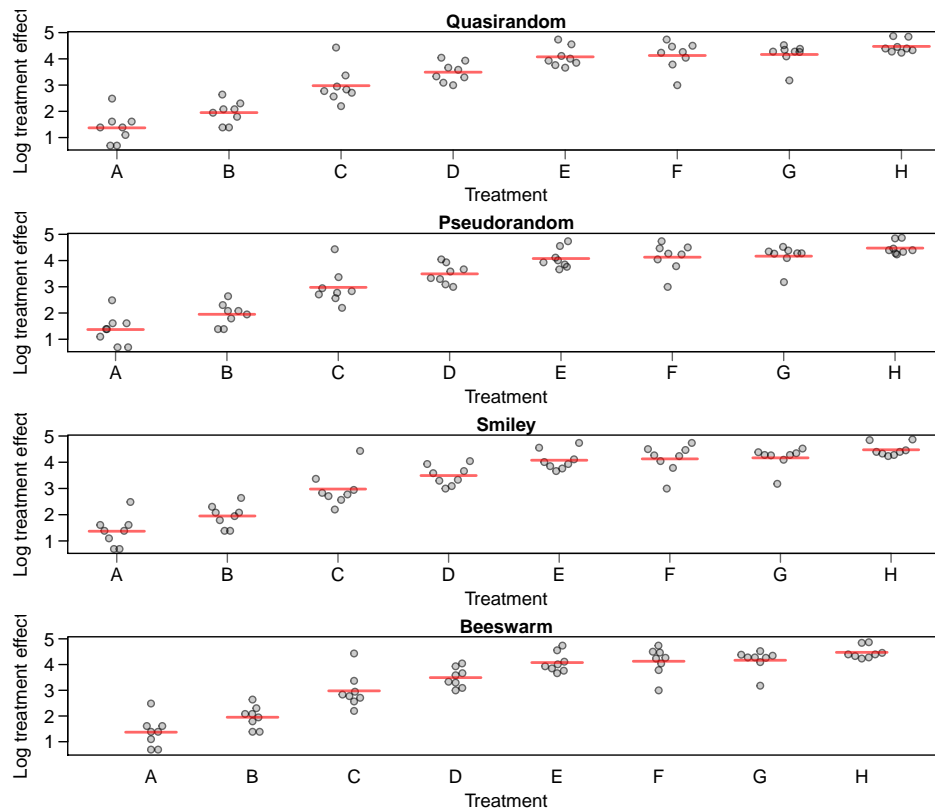 Quasirandom
Log treatment effect
5
4
3
2
1
A B C D E F G H
Treatment
Pseudorandom
Log treatment effect
5
4
3
2
1
A B C D E F G H
Treatment
Smiley
Log treatment effect
5
4
3
2
1
A B C D E F G H
Treatment
Beeswarm
Log treatment effect
5
4
3
2
1
A B C D E F G H
Treatment